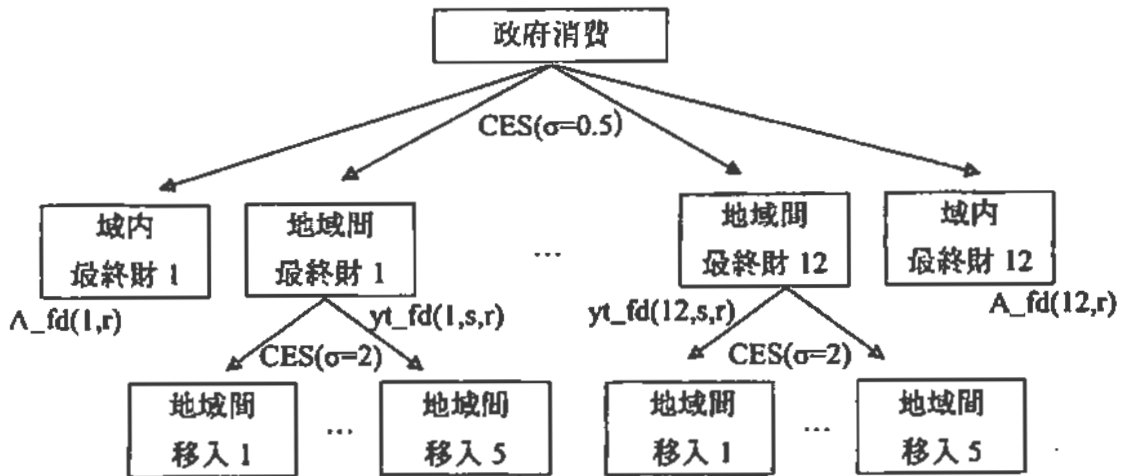 政府消費
CES(σ=0.5)
域内
最終財 1
地域間
最終財 1
...
地域間
最終財 12
域内
最終財 12
A_fd(1,r)
yt_fd(1,s,r)
yt_fd(12,s,r)
A_fd(12,r)
CES(σ=2)
CES(σ=2)
地域間
移入 1
...
地域間
移入 5
地域間
移入 1
...
地域間
移入 5